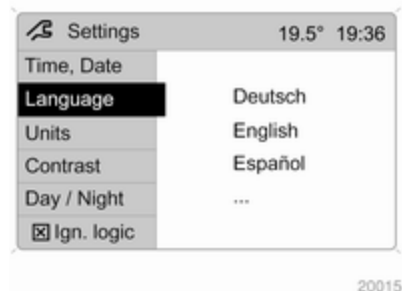 Settings 19.5° 19:36
Time, Date
Language Deutsch
Units English
Contrast Español
Day / Night ...
Ign. logic
20015